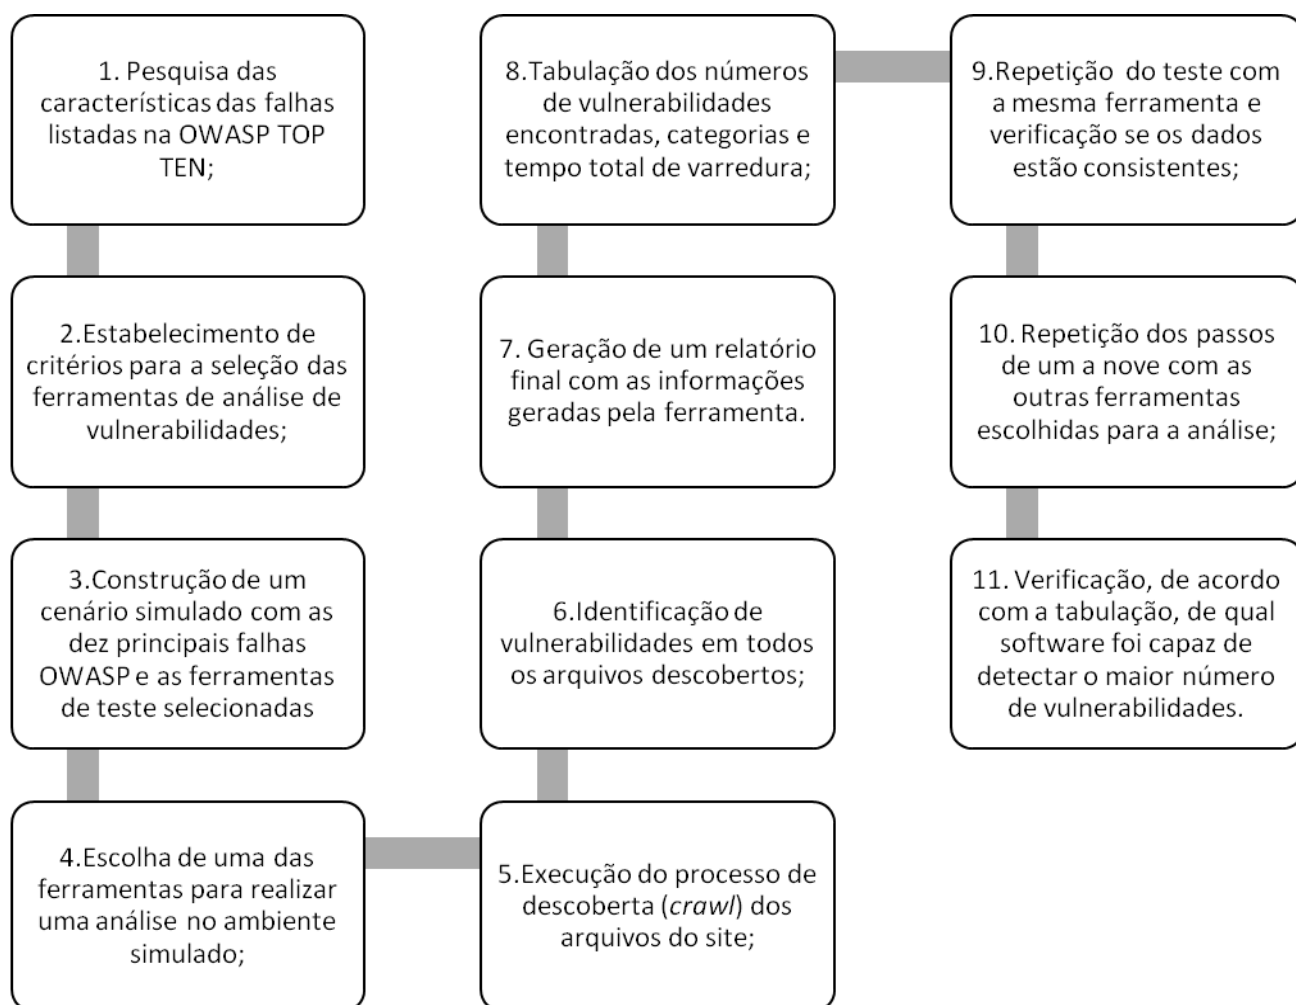 1. Pesquisa das
características das falhas
listadas na OWASP TOP
TEN;
2.Estabelecimento de
critérios para a seleção das
ferramentas de análise de
vulnerabilidades;
3.Construção de um
cenário simulado com as
dez principais falhas
OWASP e as ferramentas
de teste selecionadas
4.Escolha de uma das
ferramentas para realizar
uma análise no ambiente
simulado;
5.Execução do processo de
descoberta (crawl) dos
arquivos do site;
6.Identificação de
vulnerabilidades em todos
os arquivos descobertos;
7. Geração de um relatório
final com as informações
geradas pela ferramenta.
8.Tabulação dos números
de vulnerabilidades
encontradas, categorias e
tempo total de varredura;
9.Repetição do teste com
a mesma ferramenta e
verificação se os dados
estão consistentes;
10. Repetição dos passos
de um a nove com as
outras ferramentas
escolhidas para a análise;
11. Verificação, de acordo
com a tabulação, de qual
software foi capaz de
detectar o maior número
de vulnerabilidades.